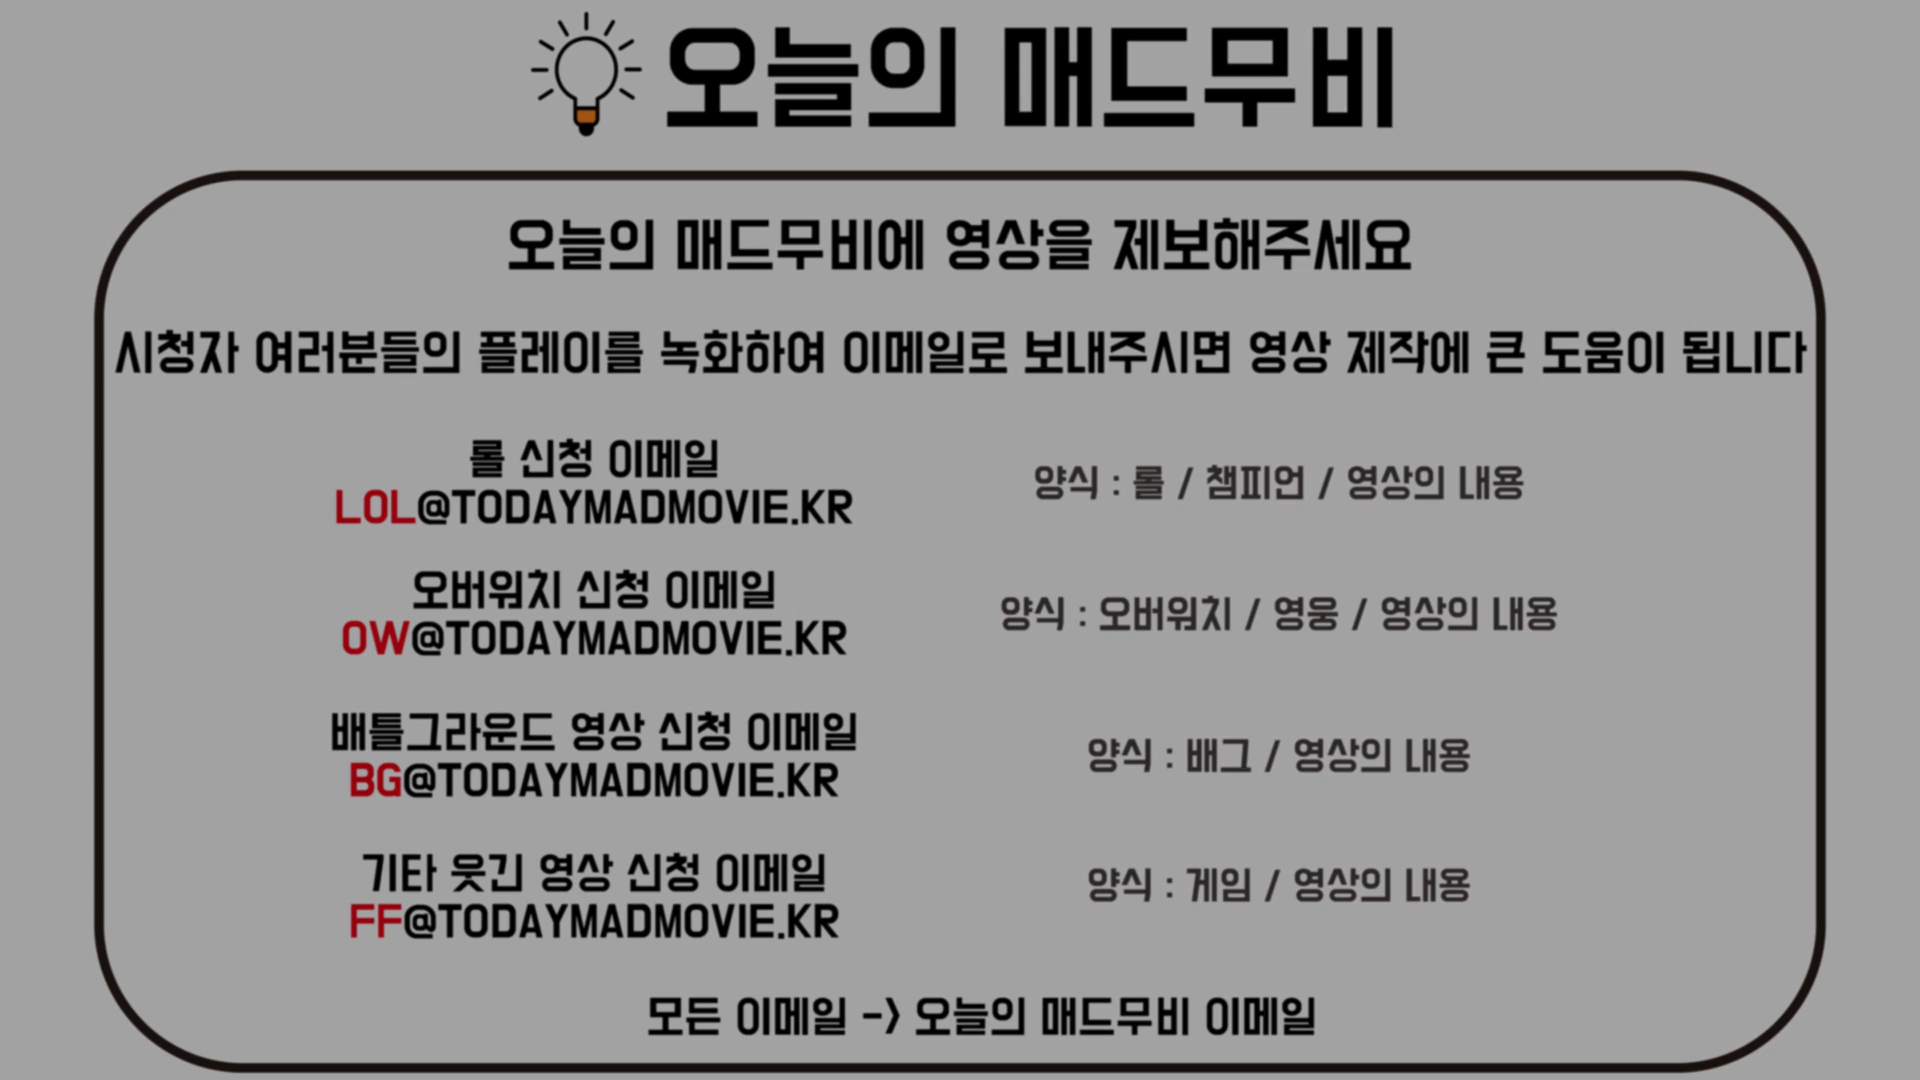 오늘의 매드무비
오늘의 매드무비에 영상을 제보해주세요
시청자 여러분들의 플레이를 녹화하여 이메일로 보내주시면 영상 제작에 큰 도움이 됩니다
롤 신청 이메일
LOL@TODAYMADMOVIE.KR
양식 : 롤 / 챔피언 / 영상의 내용
오버워치 신청 이메일
OW@TODAYMADMOVIE.KR
양식 : 오버워치 / 영웅 / 영상의 내용
배틀그라운드 영상 신청 이메일
BG@TODAYMADMOVIE.KR
양식 : 배그 / 영상의 내용
기타 웃긴 영상 신청 이메일
FF@TODAYMADMOVIE.KR
양식 : 게임 / 영상의 내용
모든 이메일 -> 오늘의 매드무비 이메일